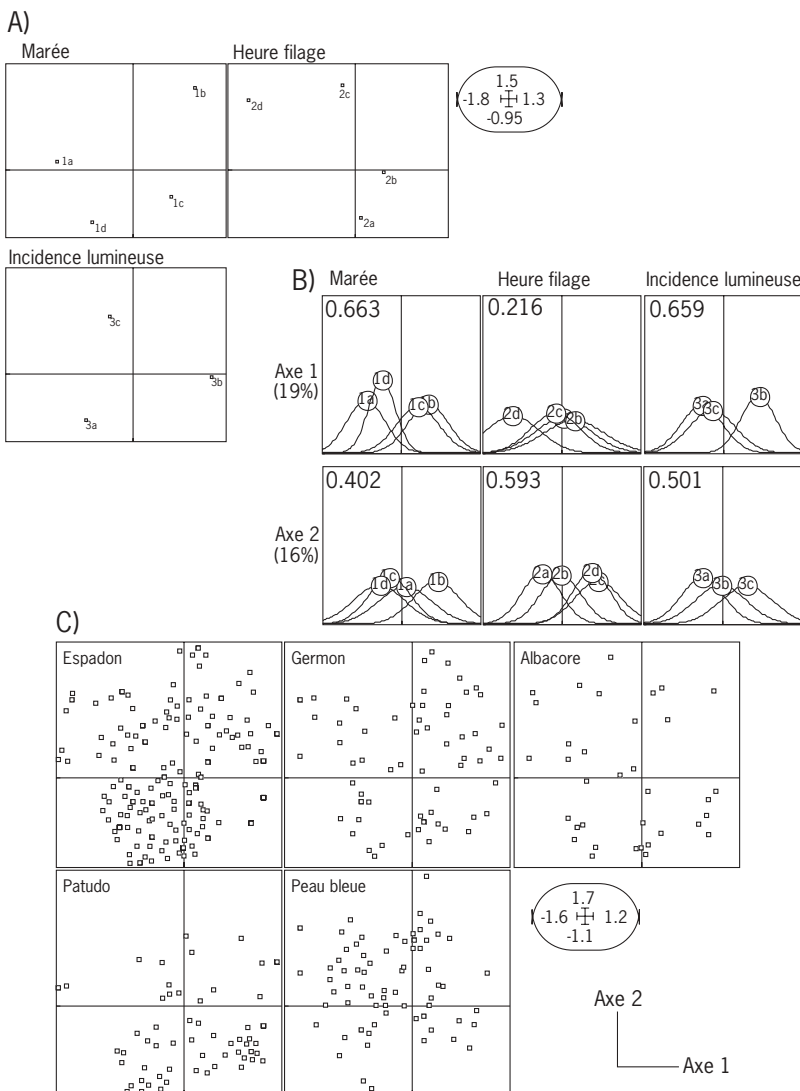 A)
Marée
Heure filage
1b
1a
1c
1d
2d
2c
2b
2a
1.5
-1.8 1.3
-0.95
Incidence lumineuse
3c
3b
3a
B)
Marée
Heure filage
Incidence lumineuse
Axe 1
(19%)
0.663
1a
1d
1c
b
0.216
2d
2c
2b
0.659
3a
3c
3b
Axe 2
(16%)
0.402
1d
c
1a
1b
0.593
2a
2b
2d
0.501
3a
3b
3c
C)
Espadon
Germon
Albacore
Patudo
Peau bleue
1.7
-1.6 1.2
-1.1
Axe 2
Axe 1